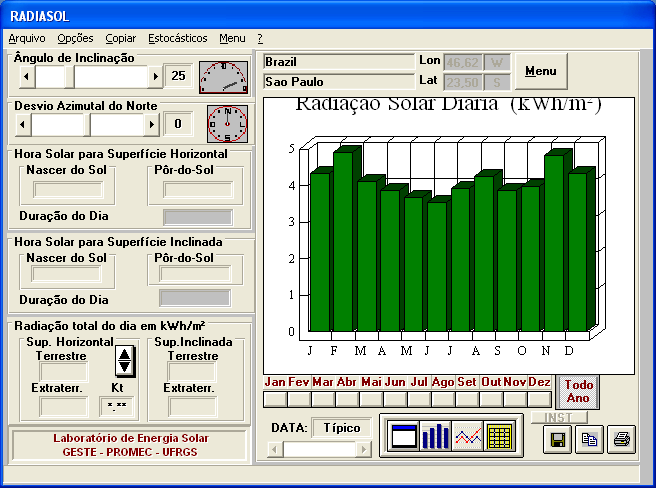 RADIASOL
Arquivo Opções Copiar Estocásticos Menu ?
Ângulo de Inclinação
25
Desvio Azimutal do Norte
0
N
L
S
O
Hora Solar para Superfície Horizontal
Nascer do Sol Pôr-do-Sol
Duração do Dia
Hora Solar para Superfície Inclinada
Nascer do Sol Pôr-do-Sol
Duração do Dia
Radiação total do dia em kWh/m²
Sup. Horizontal Sup.Inclinada
Terrestre Terrestre
Extraterr. Kt Extraterr.
*.**
Laboratório de Energia Solar
GESTE - PROMEC - UFRGS
Brazil Lon 46,62 W
Sao Paulo Lat 23,50 S
Menu
Radiação Solar Diária (kWh/m²)
5
4
3
2
1
0
J F M A M J J A S O N D
Jan Fev Mar Abr Mai Jun Jul Ago Set Out Nov Dez
Todo
Ano
DATA: Típico
INST